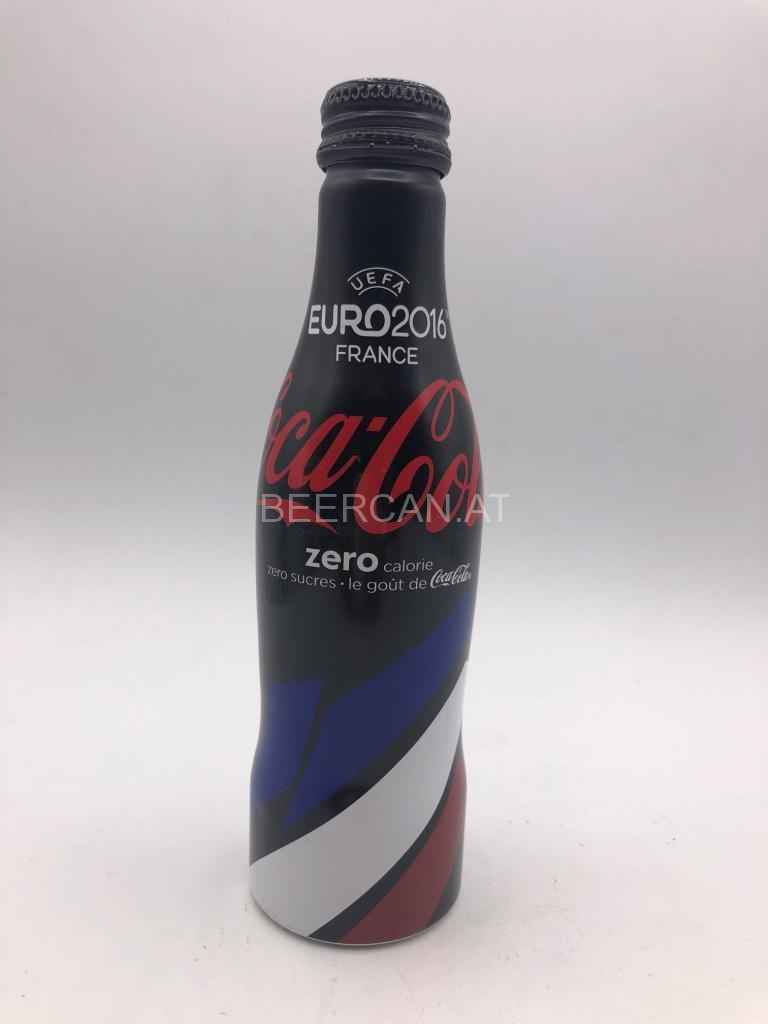 UEFA
EURO2016
FRANCE
Coca-Cola
BEERCAN.AT
zero calorie
zero sucres • le goût de Coca-Cola